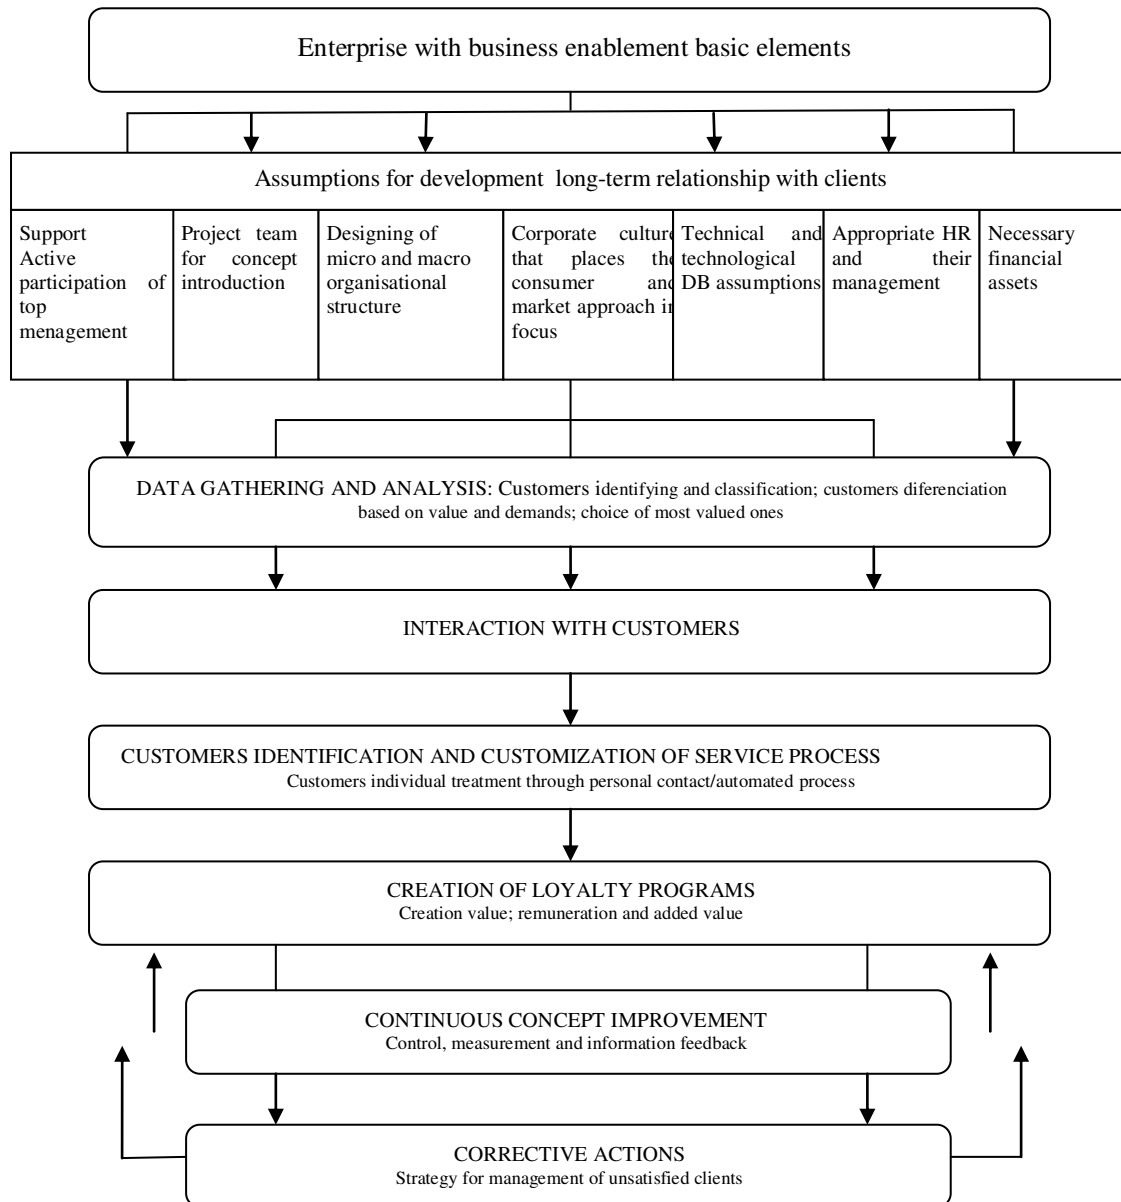 Enterprise with business enablement basic elements
Assumptions for development long-term relationship with clients
Support
Active
participation of
top
menagement
Project team
for concept
introduction
Designing of
micro and macro
organisational
structure
Corporate culture
that places the
consumer and
market approach in
focus
Technical and
technological
DB assumptions
Appropriate HR
and their
management
Necessary
financial
assets
DATA GATHERING AND ANALYSIS: Customers identifying and classification; customers diferenciation
based on value and demands; choice of most valued ones
INTERACTION WITH CUSTOMERS
CUSTOMERS IDENTIFICATION AND CUSTOMIZATION OF SERVICE PROCESS
Customers individual treatment through personal contact/automated process
CREATION OF LOYALTY PROGRAMS
Creation value; remuneration and added value
CONTINUOUS CONCEPT IMPROVEMENT
Control, measurement and information feedback
CORRECTIVE ACTIONS
Strategy for management of unsatisfied clients